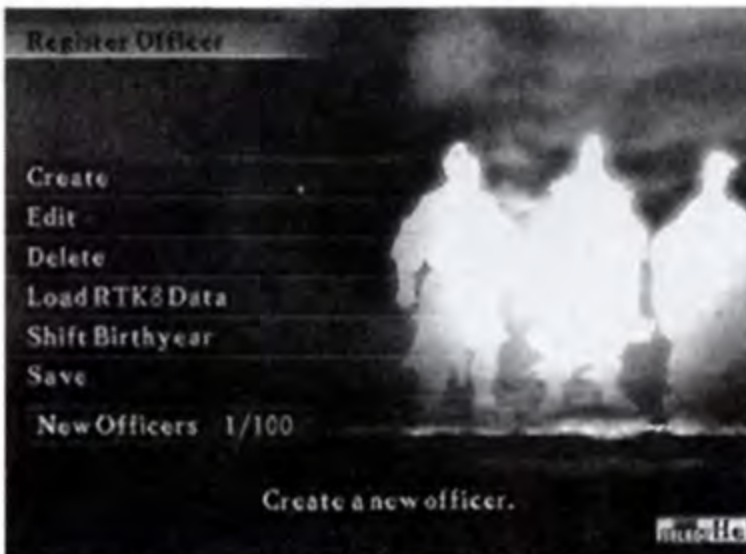 Register Officer
Create
Edit
Delete
Load RTK8 Data
Shift Birthyear
Save
New Officers 1/100
Create a new officer.